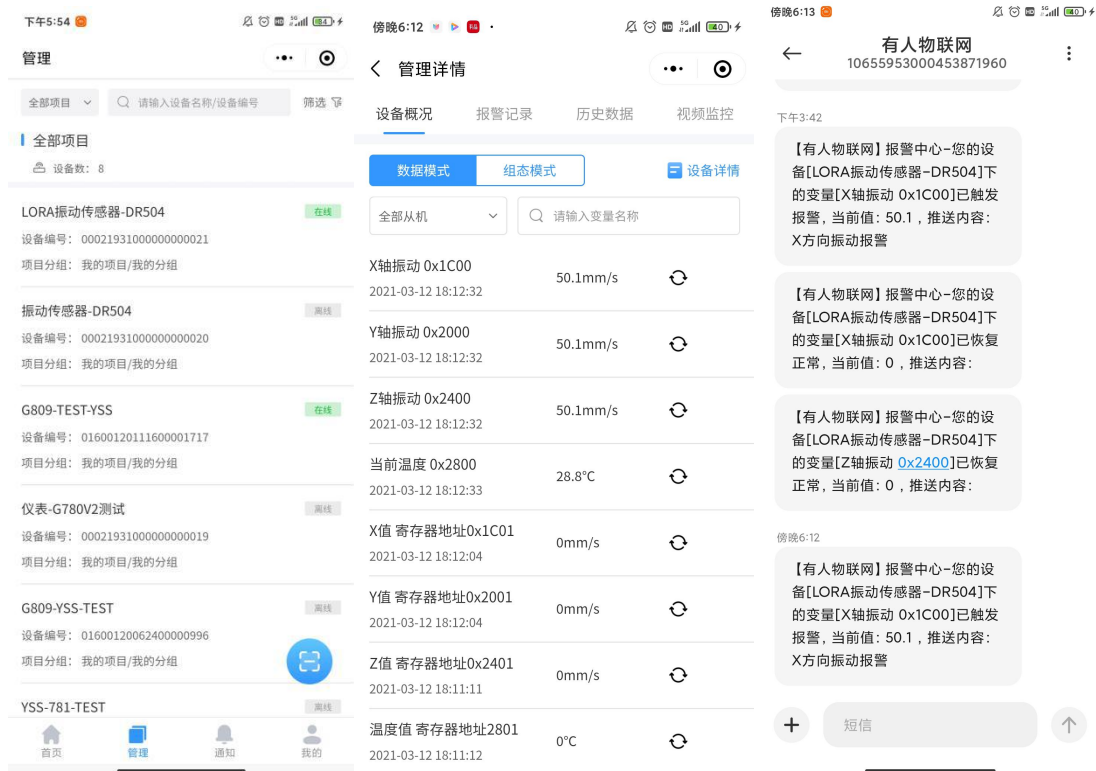 下午5:54
5G
84
管理
全部项目
请输入设备名称/设备编号
筛选
全部项目
设备数: 8
LORA振动传感器-DR504
在线
设备编号: 00021931000000000021
项目分组: 我的项目/我的分组
振动传感器-DR504
离线
设备编号: 00021931000000000020
项目分组: 我的项目/我的分组
G809-TEST-YSS
在线
设备编号: 01600120111600001717
项目分组: 我的项目/我的分组
仪表-G780V2测试
离线
设备编号: 00021931000000000019
项目分组: 我的项目/我的分组
G809-YSS-TEST
离线
设备编号: 01600120062400000996
项目分组: 我的项目/我的分组
YSS-781-TEST
离线
首页
管理
通知
我的
傍晚6:12
HD
5G
40
管理详情
设备概况
报警记录
历史数据
视频监控
数据模式
组态模式
设备详情
全部从机
请输入变量名称
X轴振动 0x1C00
50.1mm/s
2021-03-12 18:12:32
Y轴振动 0x2000
50.1mm/s
2021-03-12 18:12:32
Z轴振动 0x2400
50.1mm/s
2021-03-12 18:12:32
当前温度 0x2800
28.8℃
2021-03-12 18:12:33
X值 寄存器地址0x1C01
0mm/s
2021-03-12 18:12:04
Y值 寄存器地址0x2001
0mm/s
2021-03-12 18:12:04
Z值 寄存器地址0x2401
0mm/s
2021-03-12 18:11:11
温度值 寄存器地址2801
0℃
2021-03-12 18:11:12
傍晚6:13
HD
5G
40
有人物联网
10655953000453871960
下午3:42
【有人物联网】报警中心-您的设
备[LORA振动传感器-DR504]下
的变量[X轴振动 0x1C00]已触发
报警, 当前值: 50.1 , 推送内容:
X方向振动报警
【有人物联网】报警中心-您的设
备[LORA振动传感器-DR504]下
的变量[X轴振动 0x1C00]已恢复
正常, 当前值: 0 , 推送内容:
【有人物联网】报警中心-您的设
备[LORA振动传感器-DR504]下
的变量[Z轴振动 0x2400]已恢复
正常, 当前值: 0 , 推送内容:
傍晚6:12
【有人物联网】报警中心-您的设
备[LORA振动传感器-DR504]下
的变量[X轴振动 0x1C00]已触发
报警, 当前值: 50.1 , 推送内容:
X方向振动报警
短信